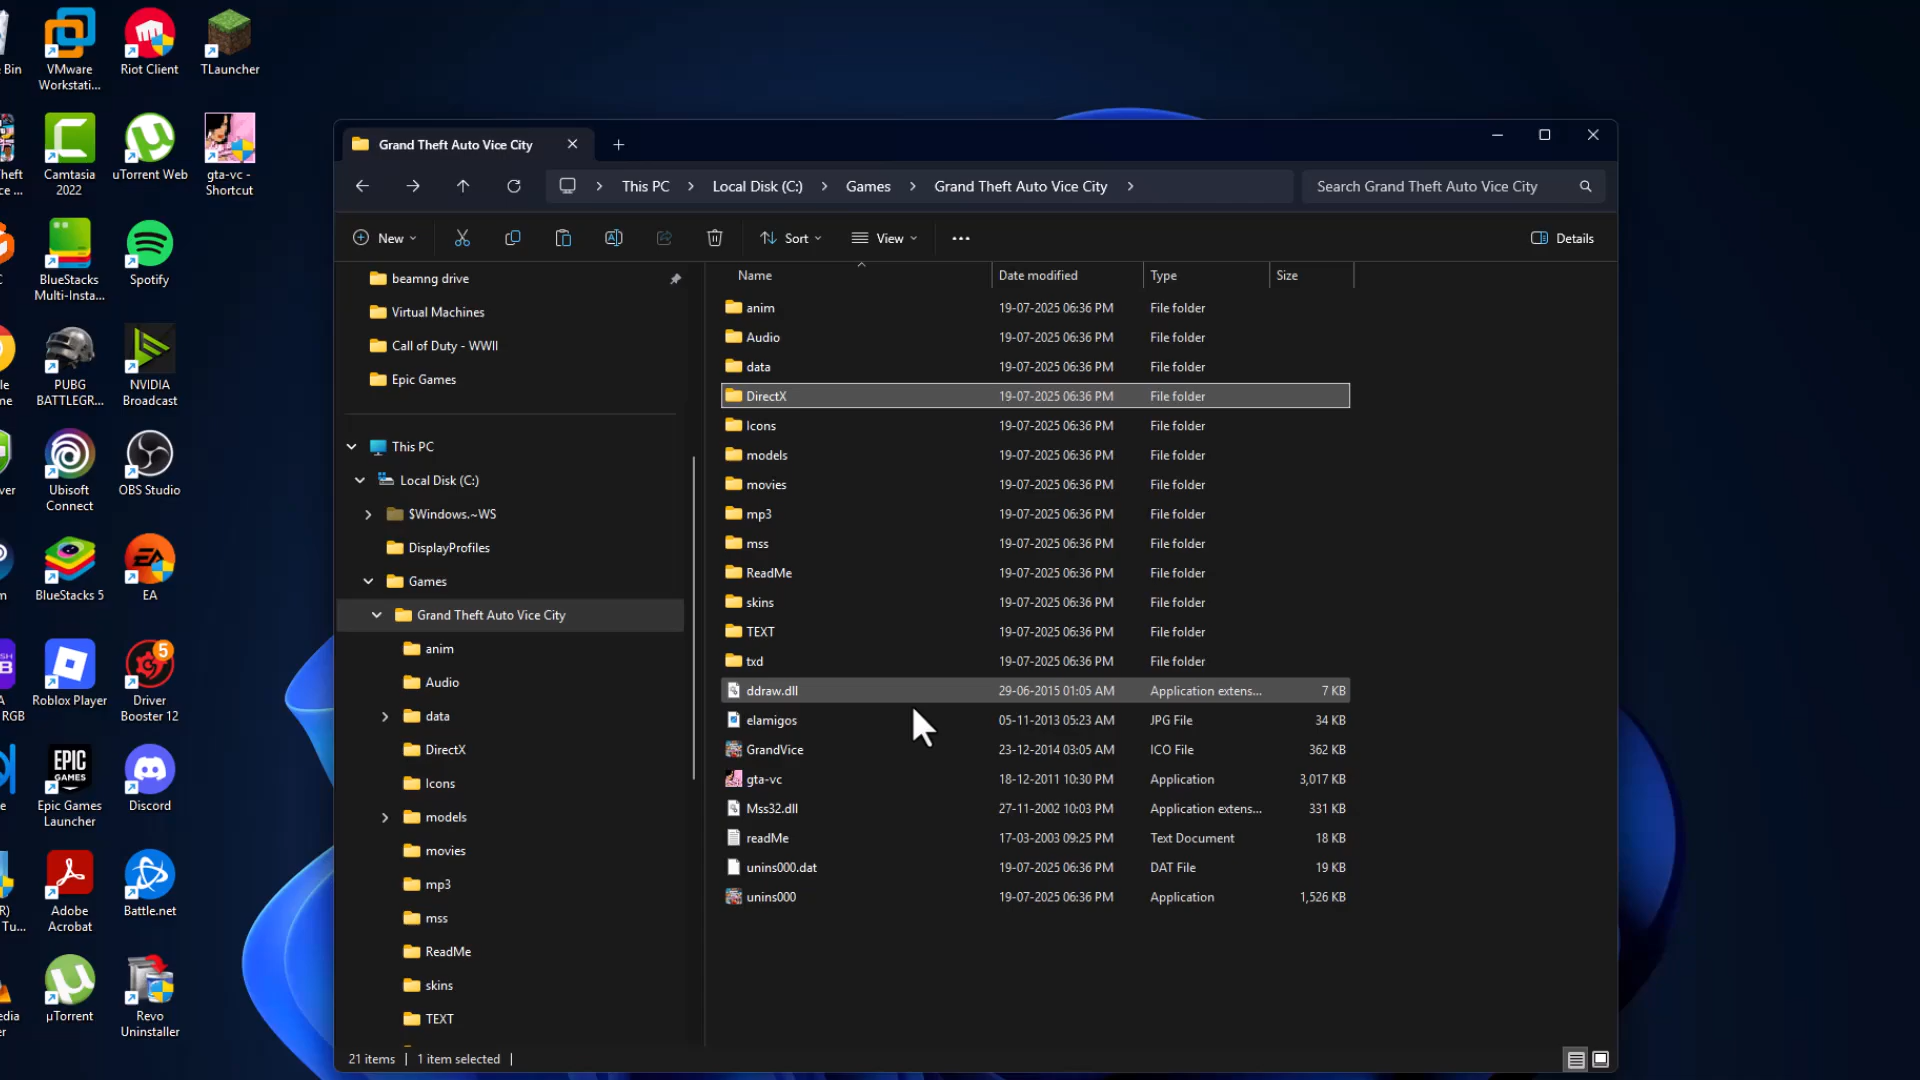 Bin
VMware
Workstati...
Riot Client
TLauncher
Camtasia
2022
uTorrent Web
gta-vc -
Shortcut
BlueStacks
Multi-Insta...
Spotify
PUBG
BATTLEGR...
NVIDIA
Broadcast
Ubisoft
Connect
OBS Studio
BlueStacks 5
EA
EA
RGB
Roblox Player
5
Driver
Booster 12
EPIC
GAMES
Epic Games
Launcher
Discord
Adobe
Acrobat
Battle.net
µTorrent
Revo
Uninstaller
Grand Theft Auto Vice City
This PC
Local Disk (C:)
Games
Grand Theft Auto Vice City
Search Grand Theft Auto Vice City
New
Sort
View
Details
beamng drive
Virtual Machines
Call of Duty - WWII
Epic Games
This PC
Local Disk (C:)
$Windows.~WS
DisplayProfiles
Games
Grand Theft Auto Vice City
anim
Audio
data
DirectX
Icons
models
movies
mp3
mss
ReadMe
skins
TEXT
Name Date modified Type Size
anim 19-07-2025 06:36 PM File folder
Audio 19-07-2025 06:36 PM File folder
data 19-07-2025 06:36 PM File folder
DirectX 19-07-2025 06:36 PM File folder
Icons 19-07-2025 06:36 PM File folder
models 19-07-2025 06:36 PM File folder
movies 19-07-2025 06:36 PM File folder
mp3 19-07-2025 06:36 PM File folder
mss 19-07-2025 06:36 PM File folder
ReadMe 19-07-2025 06:36 PM File folder
skins 19-07-2025 06:36 PM File folder
TEXT 19-07-2025 06:36 PM File folder
txd 19-07-2025 06:36 PM File folder
ddraw.dll 29-06-2015 01:05 AM Application extens... 7 KB
elamigos 05-11-2013 05:23 AM JPG File 34 KB
GrandVice 23-12-2014 03:05 AM ICO File 362 KB
gta-vc 18-12-2011 10:30 PM Application 3,017 KB
Mss32.dll 27-11-2002 10:03 PM Application extens... 331 KB
readMe 17-03-2003 09:25 PM Text Document 18 KB
unins000.dat 19-07-2025 06:36 PM DAT File 19 KB
unins000 19-07-2025 06:36 PM Application 1,526 KB
21 items
1 item selected